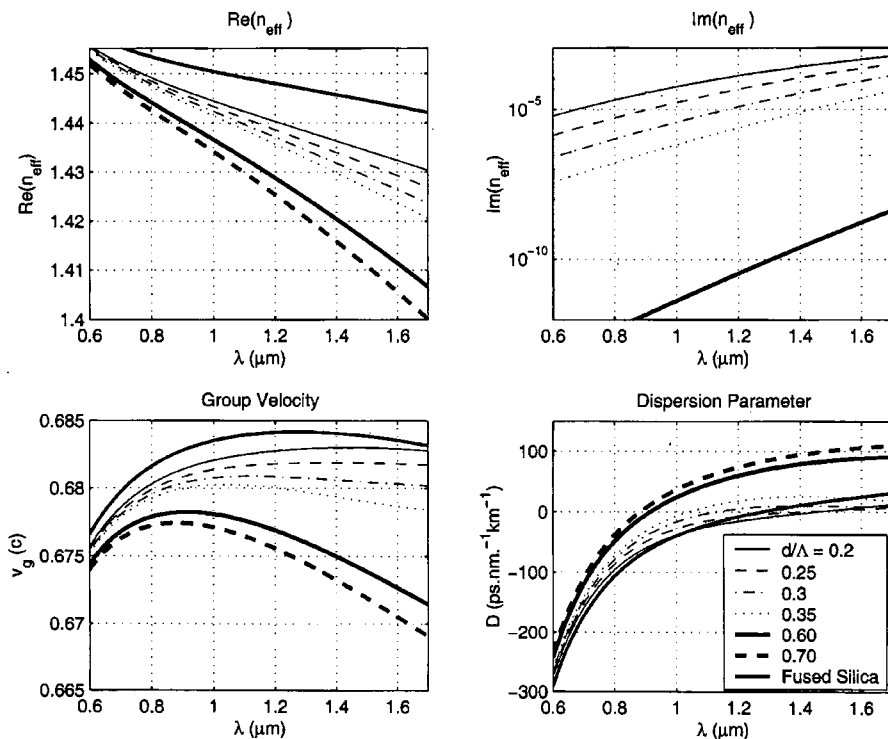 Re(n_eff)
Re(n_eff)
1.45
1.44
1.43
1.42
1.41
1.4
0.6 0.8 1 1.2 1.4 1.6
λ (μm)
Im(n_eff)
Im(n_eff)
10^-5
10^-10
0.6 0.8 1 1.2 1.4 1.6
λ (μm)
Group Velocity
v_g (c)
0.685
0.68
0.675
0.67
0.665
0.6 0.8 1 1.2 1.4 1.6
λ (μm)
Dispersion Parameter
D (ps.nm.^-1km^-1)
100
0
-100
-200
-300
0.6 0.8 1 1.2 1.4 1.6
λ (μm)
d/Λ = 0.2
0.25
0.3
0.35
0.60
0.70
Fused Silica